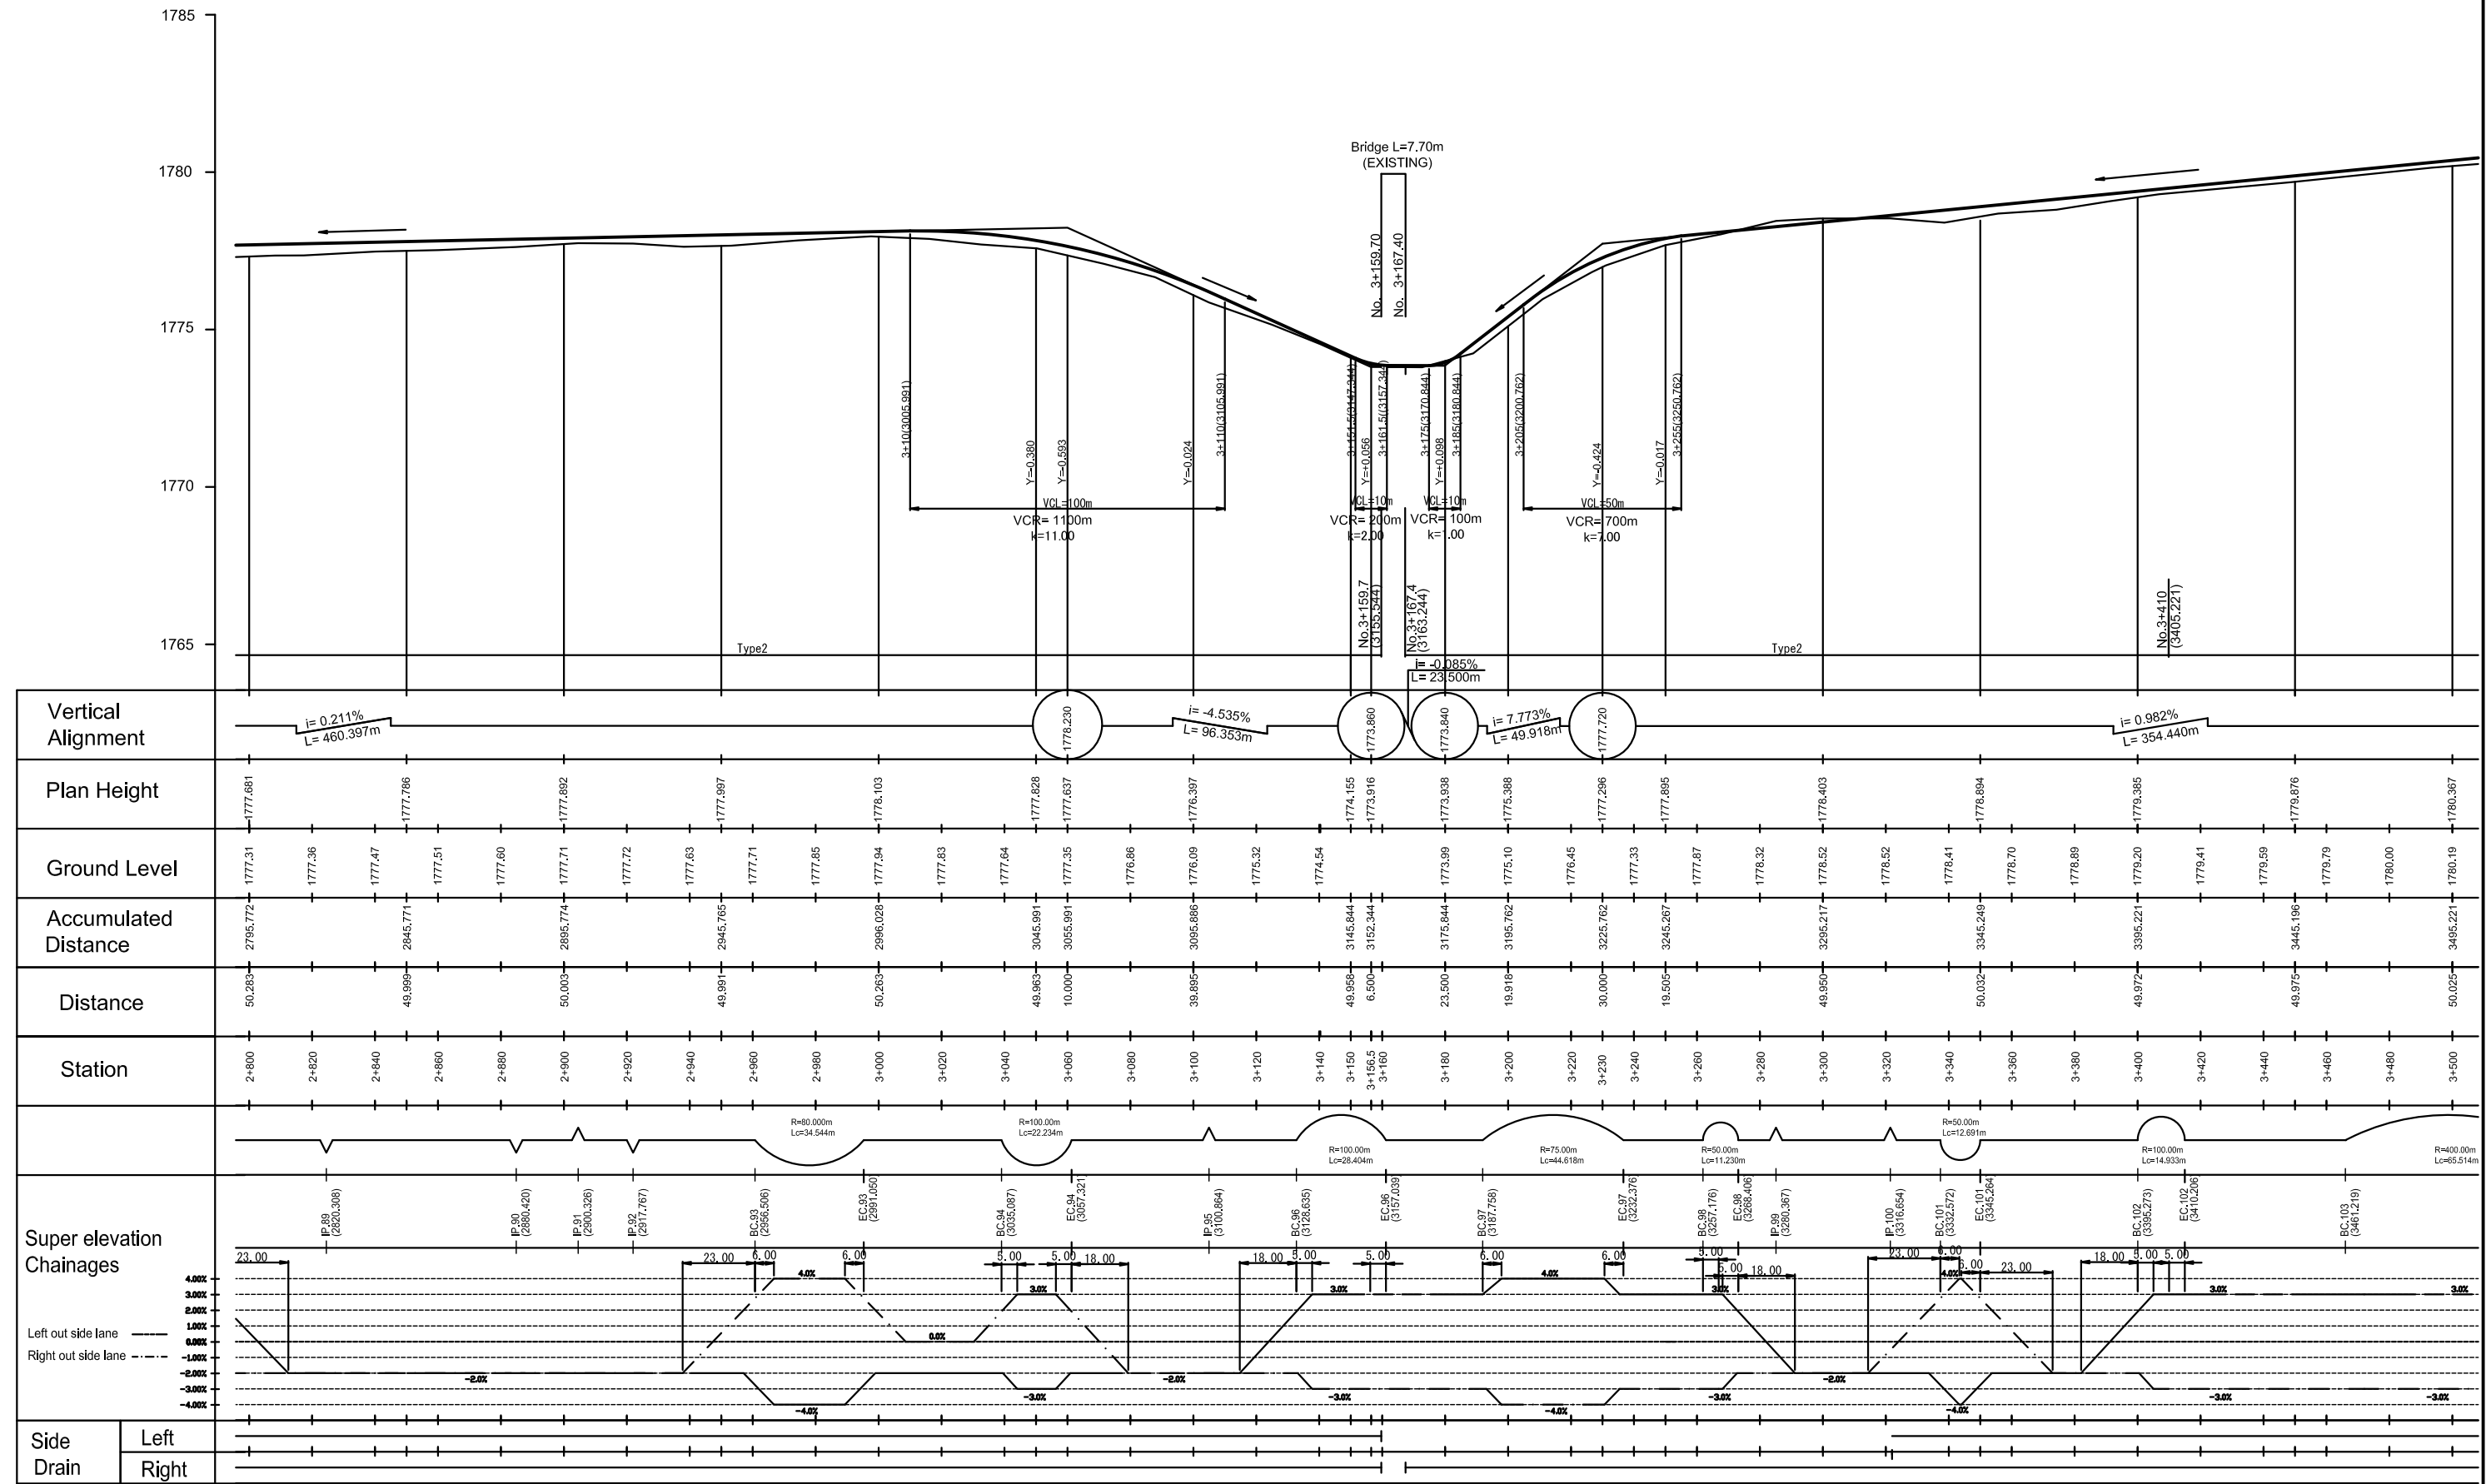 1785
1780
1775
1770
1765
Bridge L=7.70m
(EXISTING)
No. 3+159.70
No. 3+167.40
3+10(3005.991)
Y=-0.380
Y=-0.593
Y=-0.024
3+110(3105.991)
3+151.5(3147.344)
Y=+0.056
3+161.5((3157.344)
3+175(3170.844)
Y=+0.098
3+185(3180.844)
3+205(3200.762)
Y=-0.424
Y=-0.017
3+255(3250.762)
VCL=100m
VCR= 1100m
k=11.00
VCL=10m
VCR= 200m
k=2.00
VCL=10m
VCR= 100m
k=1.00
VCL=50m
VCR= 700m
k=7.00
No.3+159.7
(3155.544)
No.3+167.4
(3163.244)
No.3+410
(3405.221)
Type2
Type2
i= -0.085%
L= 23.500m
Vertical
Alignment
i= 0.211%
L= 460.397m
1778.230
i= -4.535%
L= 96.353m
1773.860
1773.840
i= 7.773%
L= 49.918m
1777.720
i= 0.982%
L= 354.440m
Plan Height
1777.681 1777.786 1777.892 1777.997 1778.103 1777.828 1777.637 1776.397 1774.155 1773.916 1773.938 1775.388 1777.296 1777.895 1778.403 1778.894 1779.385 1779.876 1780.367
Ground Level
1777.31 1777.36 1777.47 1777.51 1777.60 1777.71 1777.72 1777.63 1777.71 1777.85 1777.94 1777.83 1777.64 1777.35 1776.86 1776.09 1775.32 1774.54 1773.99 1775.10 1776.45 1777.33 1777.87 1778.32 1778.52 1778.52 1778.41 1778.70 1778.89 1779.20 1779.41 1779.59 1779.79 1780.00 1780.19
Accumulated
Distance
2795.772 2845.771 2895.774 2945.765 2996.028 3045.991 3055.991 3095.886 3145.844 3152.344 3175.844 3195.762 3225.762 3245.267 3295.217 3345.249 3395.221 3445.196 3495.221
Distance
50.283 49.999 50.003 49.991 50.263 49.963 10.000 39.895 49.958 6.500 23.500 19.918 30.000 19.505 49.950 50.032 49.972 49.975 50.025
Station
2+800 2+820 2+840 2+860 2+880 2+900 2+920 2+940 2+960 2+980 3+000 3+020 3+040 3+060 3+080 3+100 3+120 3+140 3+150 3+156.5 3+160 3+180 3+200 3+220 3+230 3+240 3+260 3+280 3+300 3+320 3+340 3+360 3+380 3+400 3+420 3+440 3+460 3+480 3+500
R=80.000m
Lc=34.544m
R=100.00m
Lc=22.234m
R=100.00m
Lc=28.404m
R=75.00m
Lc=44.618m
R=50.00m
Lc=11.230m
R=50.00m
Lc=12.691m
R=100.00m
Lc=14.933m
R=400.00m
Lc=65.514m
Super elevation
Chainages
IP.89
(2820.308)
IP.90
(2880.420)
IP.91
(2900.326)
IP.92
(2917.767)
BC.93
(2956.506)
EC.93
(2991.050)
BC.94
(3035.087)
EC.94
(3057.321)
IP.95
(3100.864)
BC.96
(3128.635)
EC.96
(3157.039)
BC.97
(3187.758)
EC.97
(3232.376)
BC.98
(3257.176)
EC.98
(3268.406)
IP.99
(3280.367)
IP.100
(3316.654)
BC.101
(3332.572)
EC.101
(3345.264)
BC.102
(3395.273)
EC.102
(3410.206)
BC.103
(3461.219)
23.00 23.00 6.00 6.00 5.00 5.00 18.00 18.00 5.00 5.00 6.00 6.00 5.00 5.00 18.00 23.00 6.00 6.00 23.00 18.00 5.00 5.00
4.00%
3.00%
2.00%
1.00%
0.00%
-1.00%
-2.00%
-3.00%
-4.00%
Left out side lane
Right out side lane
4.0% 3.0% 3.0% 4.0% 3.0% 4.0% 3.0% 3.0%
0.0%
-2.0% -2.0% -2.0%
-4.0% -3.0% -3.0% -4.0% -3.0% -4.0% -3.0% -3.0%
Side
Drain
Left
Right